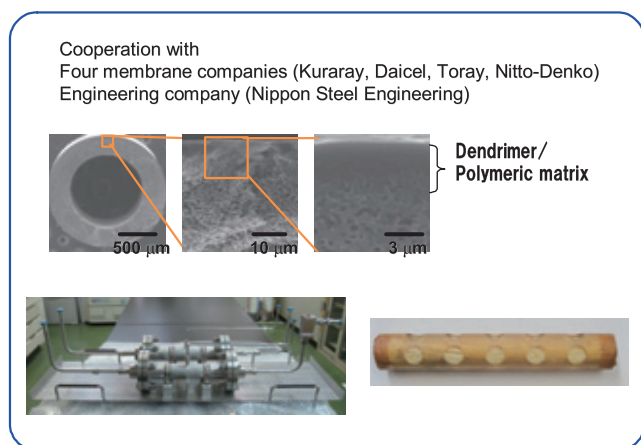 Cooperation with
Four membrane companies (Kuraray, Daicel, Toray, Nitto-Denko)
Engineering company (Nippon Steel Engineering)
Dendrimer/
Polymeric matrix
500 μm
10 μm
3 μm